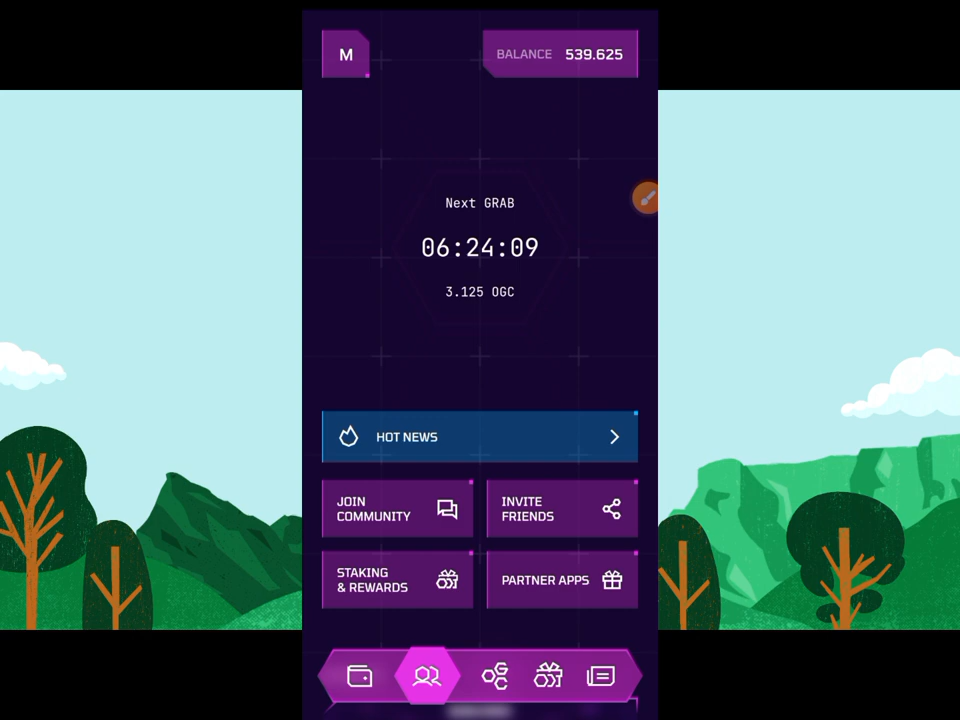 M
BALANCE 539.625
Next GRAB
06:24:09
3.125 OGC
HOT NEWS
JOIN
COMMUNITY
INVITE
FRIENDS
STAKING
& REWARDS
PARTNER APPS